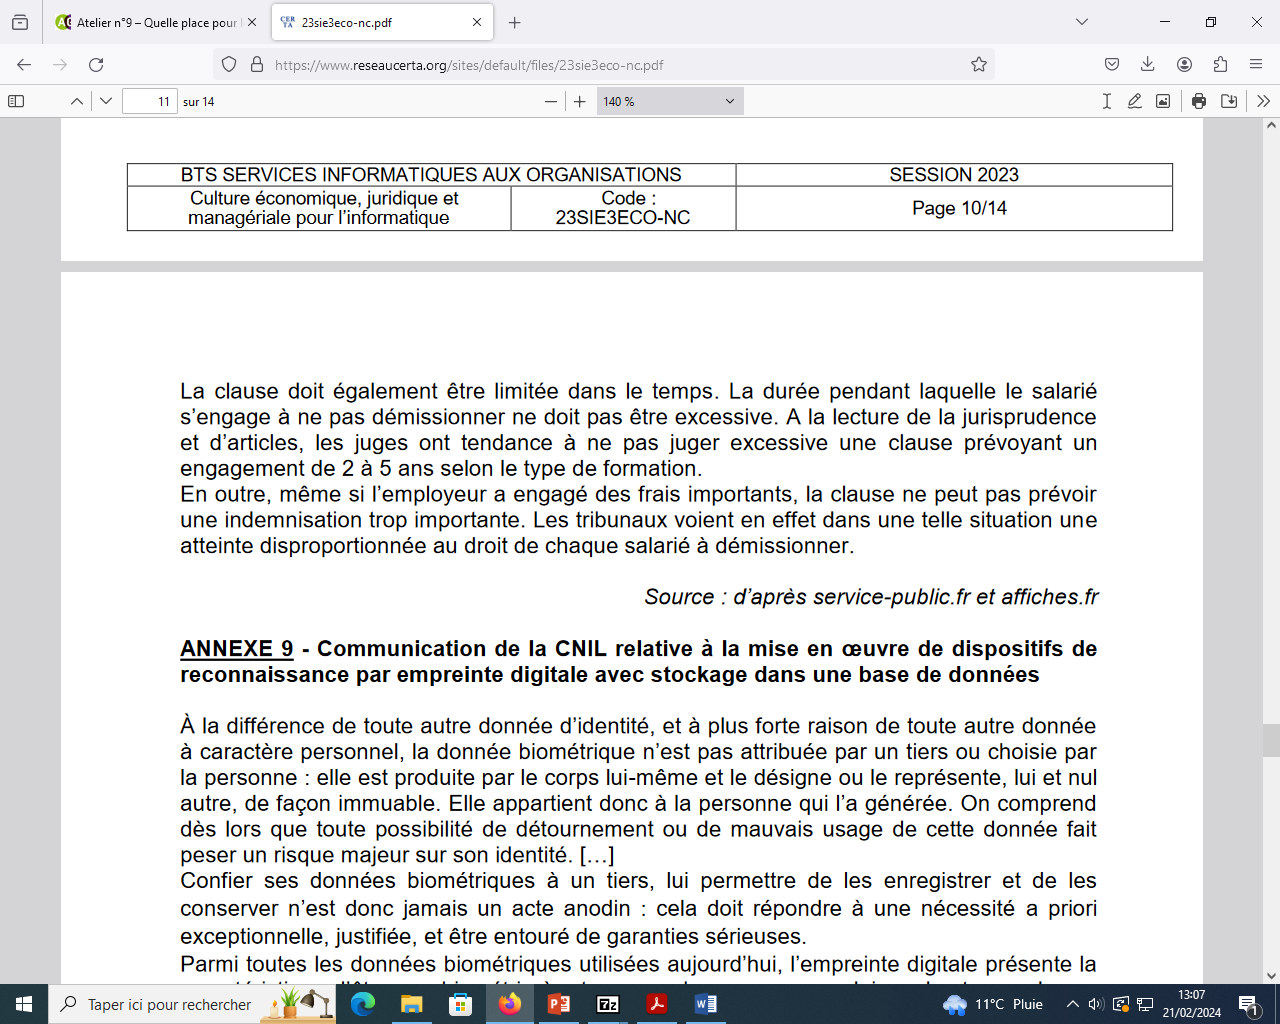 Atelier n°9 – Quelle place pour l
23sie3eco-nc.pdf
https://www.reseaucerta.org/sites/default/files/23sie3eco-nc.pdf
11 sur 14
140 %
BTS SERVICES INFORMATIQUES AUX ORGANISATIONS
SESSION 2023
Culture économique, juridique et
managériale pour l'informatique
Code :
23SIE3ECO-NC
Page 10/14
La clause doit également être limitée dans le temps. La durée pendant laquelle le salarié
s'engage à ne pas démissionner ne doit pas être excessive. A la lecture de la jurisprudence
et d'articles, les juges ont tendance à ne pas juger excessive une clause prévoyant un
engagement de 2 à 5 ans selon le type de formation.
En outre, même si l'employeur a engagé des frais importants, la clause ne peut pas prévoir
une indemnisation trop importante. Les tribunaux voient en effet dans une telle situation une
atteinte disproportionnée au droit de chaque salarié à démissionner.
Source : d'après service-public.fr et affiches.fr
ANNEXE 9 - Communication de la CNIL relative à la mise en œuvre de dispositifs de
reconnaissance par empreinte digitale avec stockage dans une base de données
À la différence de toute autre donnée d'identité, et à plus forte raison de toute autre donnée
à caractère personnel, la donnée biométrique n'est pas attribuée par un tiers ou choisie par
la personne : elle est produite par le corps lui-même et le désigne ou le représente, lui et nul
autre, de façon immuable. Elle appartient donc à la personne qui l'a générée. On comprend
dès lors que toute possibilité de détournement ou de mauvais usage de cette donnée fait
peser un risque majeur sur son identité. […]
Confier ses données biométriques à un tiers, lui permettre de les enregistrer et de les
conserver n'est donc jamais un acte anodin : cela doit répondre à une nécessité a priori
exceptionnelle, justifiée, et être entouré de garanties sérieuses.
Parmi toutes les données biométriques utilisées aujourd'hui, l'empreinte digitale présente la
Taper ici pour rechercher
11°C Pluie
13:07
21/02/2024
1